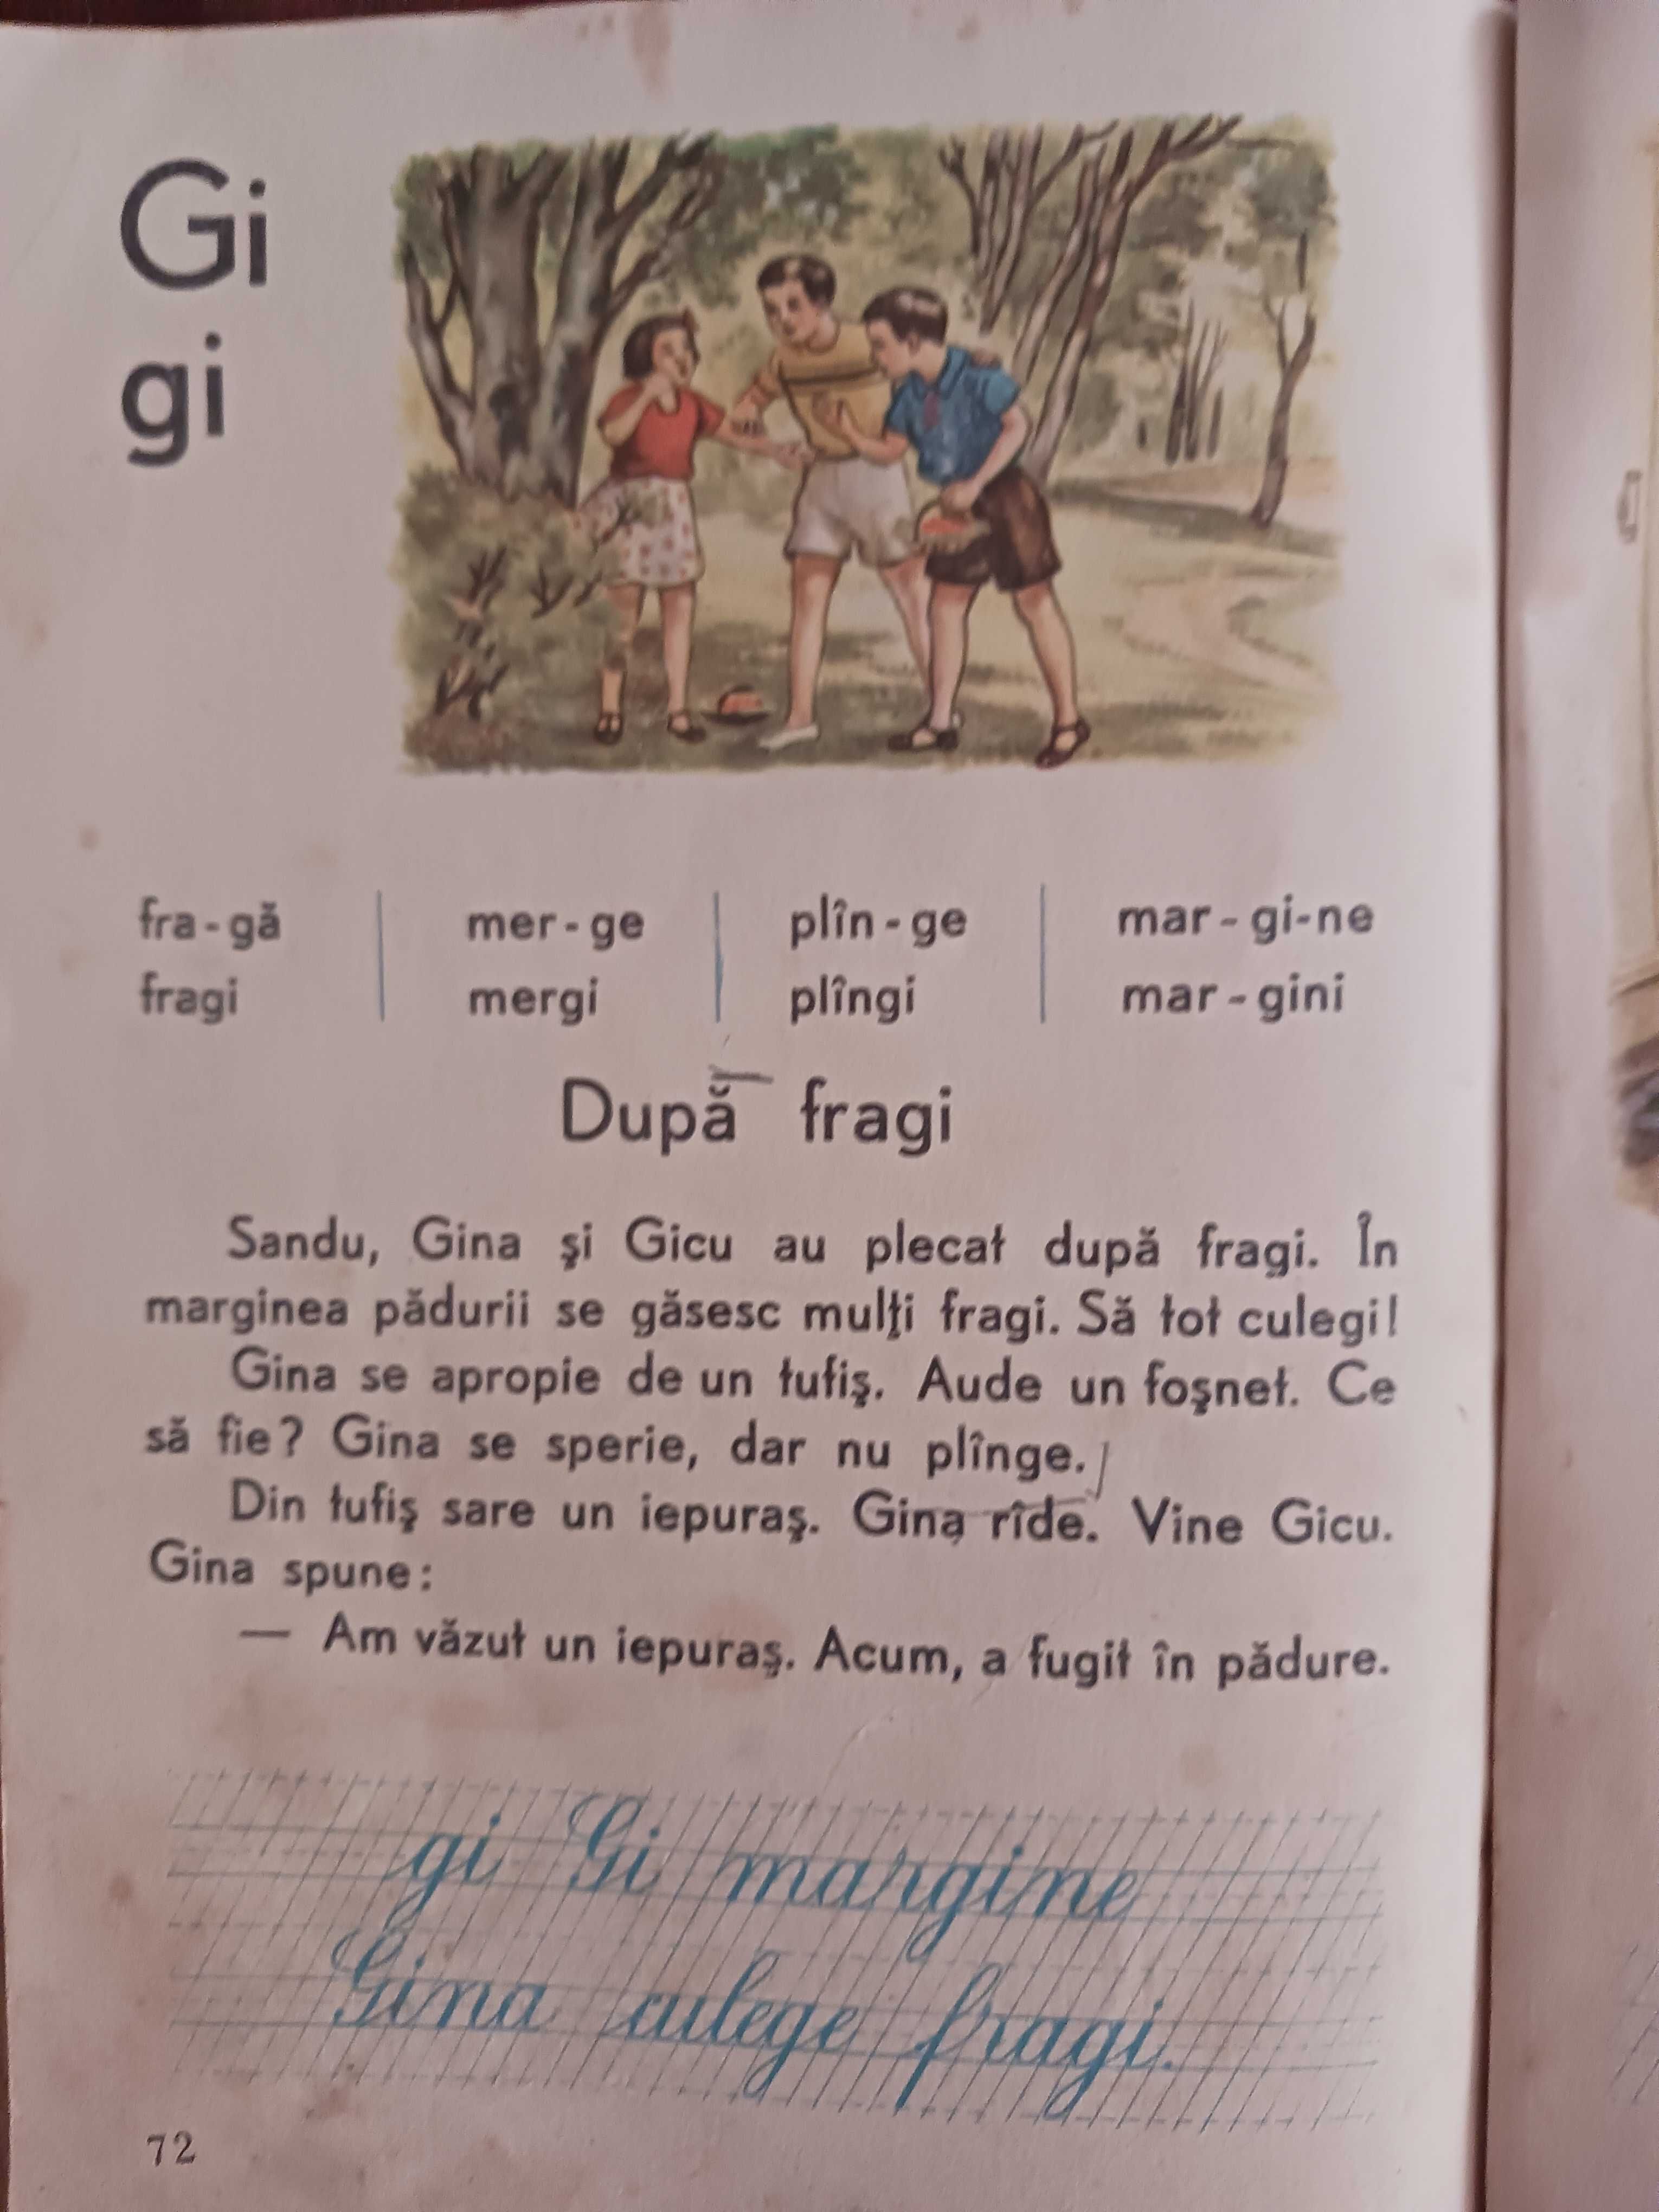 Gi
gi
fra-gă mer-ge plîn-ge mar-gi-ne
fragi mergi plîngi mar-gini
După fragi
Sandu, Gina şi Gicu au plecat după fragi. În
marginea pădurii se găsesc mulţi fragi. Să tot culegi!
Gina se apropie de un tufiş. Aude un foşnet. Ce
să fie? Gina se sperie, dar nu plînge.
Din tufiş sare un iepuraş. Gina rîde. Vine Gicu.
Gina spune:
— Am văzut un iepuraş. Acum, a fugit în pădure.
gi Gi margine
Gina culege fragi.
72